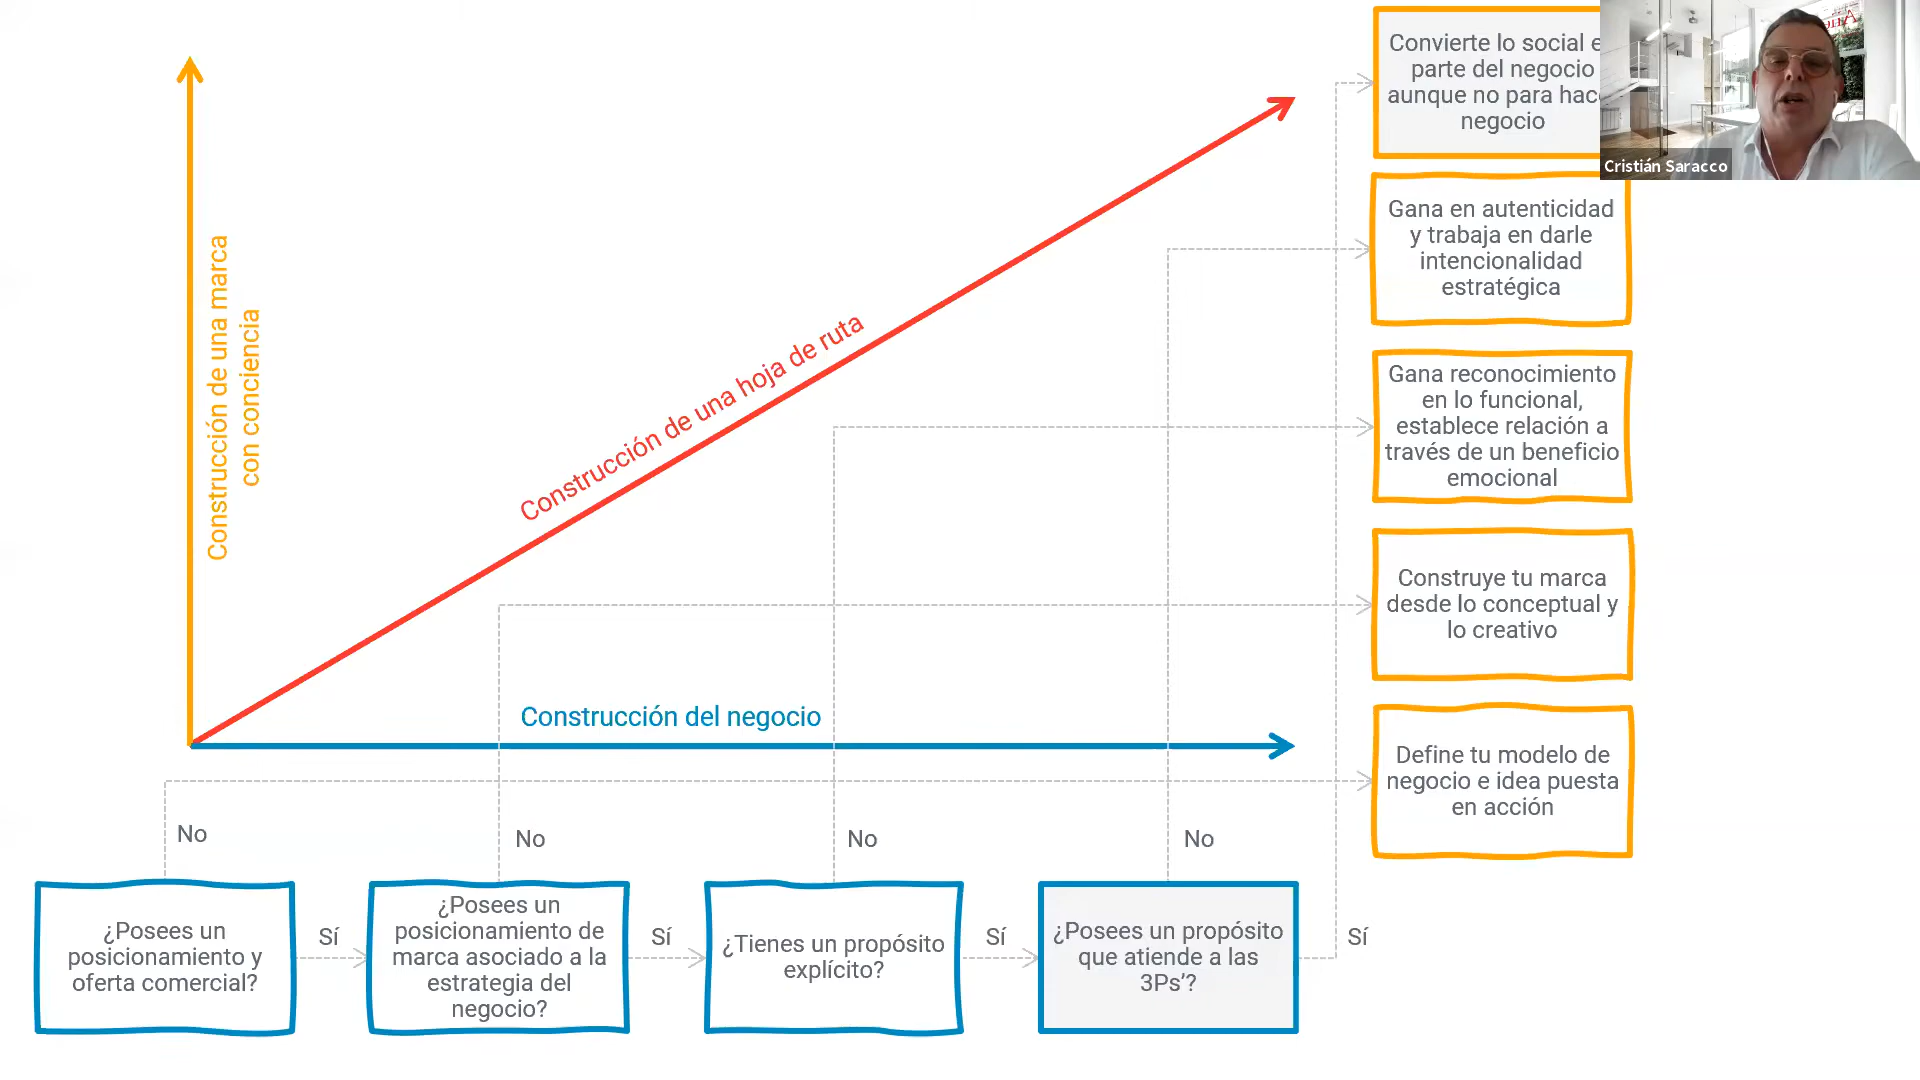 Convierte lo social
parte del negocio
aunque no para
negocio
Cristián Saracco
Gana en autenticidad
y trabaja en darle
intencionalidad
estratégica
Gana reconocimiento
en lo funcional,
establece relación a
través de un beneficio
emocional
Construye tu marca
desde lo conceptual y
lo creativo
Define tu modelo de
negocio e idea puesta
en acción
Construcción de una marca
con conciencia
Construcción de una hoja de ruta
Construcción del negocio
No
No
No
No
¿Posees un
posicionamiento y
oferta comercial?
Sí
¿Posees un
posicionamiento de
marca asociado a la
estrategia del
negocio?
Sí
¿Tienes un propósito
explícito?
Sí
¿Posees un propósito
que atiende a las
3Ps’?
Sí